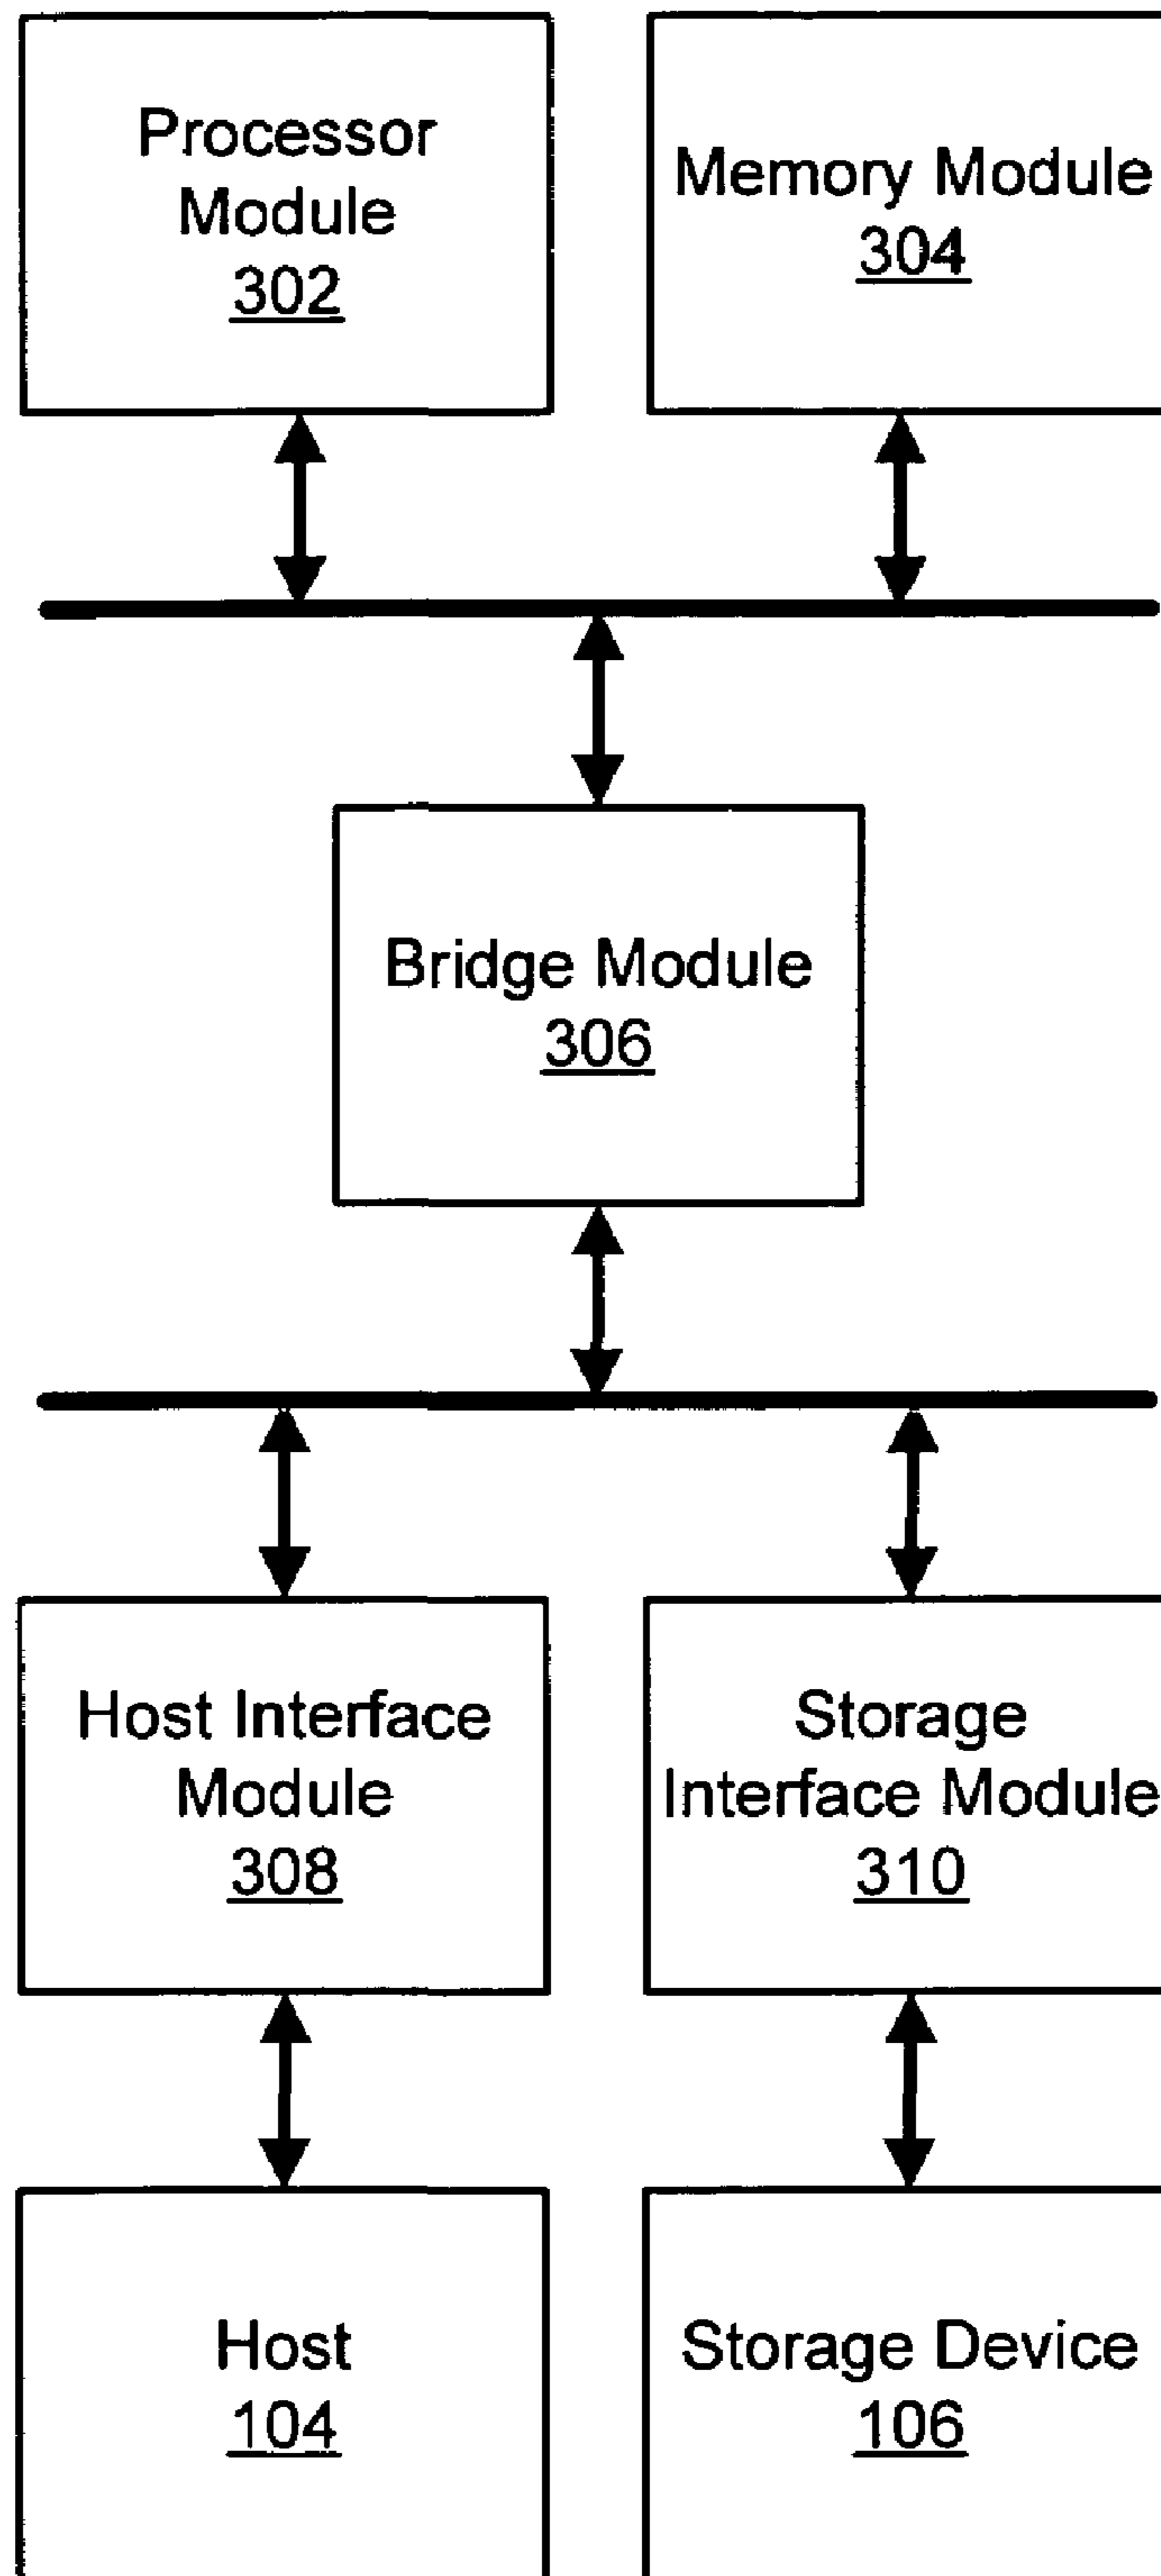 Processor
Module
302
Memory Module
304
Bridge Module
306
Host Interface
Module
308
Storage
Interface Module
310
Host
104
Storage Device
106